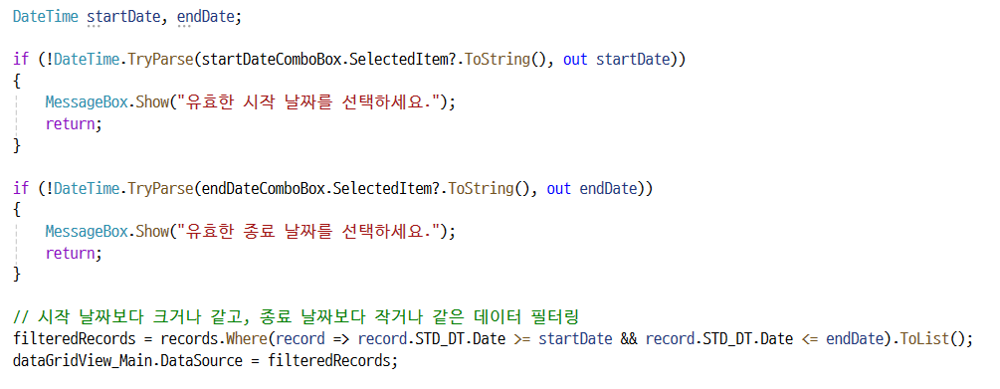 DateTime startDate, endDate;
if (!DateTime.TryParse(startDateComboBox.SelectedItem?.ToString(), out startDate))
{
MessageBox.Show("유효한 시작 날짜를 선택하세요.");
return;
}
if (!DateTime.TryParse(endDateComboBox.SelectedItem?.ToString(), out endDate))
{
MessageBox.Show("유효한 종료 날짜를 선택하세요.");
return;
}
// 시작 날짜보다 크거나 같고, 종료 날짜보다 작거나 같은 데이터 필터링
filteredRecords = records.Where(record => record.STD_DT.Date >= startDate && record.STD_DT.Date <= endDate).ToList();
dataGridView_Main.DataSource = filteredRecords;